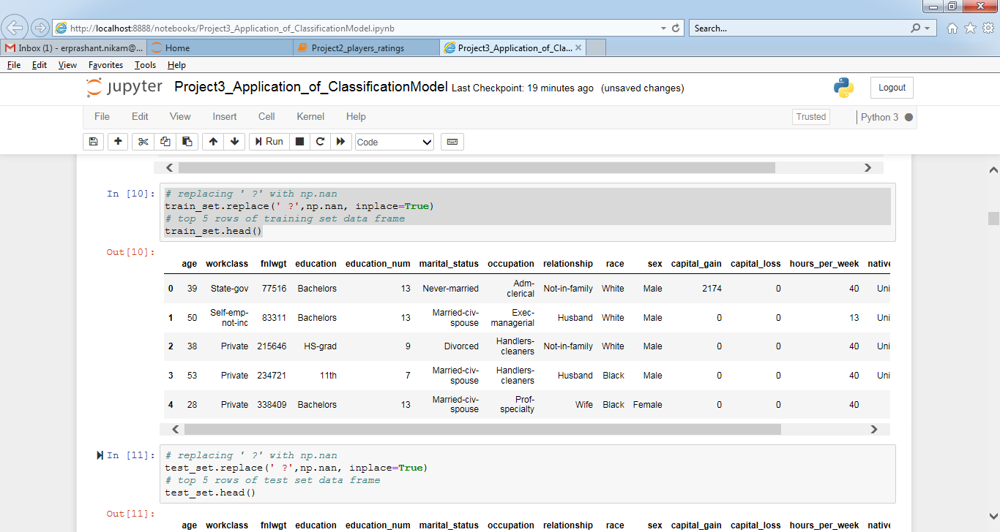 http://localhost:8888/notebooks/Project3_Application_of_ClassificationModel.ipynb
Search...
Inbox (1) - erprashant.nikam@...
Home
Project2_players_ratings
Project3_Application_of_Cla...
File Edit View Favorites Tools Help
jupyter Project3_Application_of_ClassificationModel Last Checkpoint: 19 minutes ago (unsaved changes)
Logout
File Edit View Insert Cell Kernel Help
Trusted
Python 3
Run
Code
In [10]:
# replacing ' ?' with np.nan
train_set.replace(' ?',np.nan, inplace=True)
# top 5 rows of training set data frame
train_set.head()
Out[10]:
age workclass fnlwgt education education_num marital_status occupation relationship race sex capital_gain capital_loss hours_per_week native
0 39 State-gov 77516 Bachelors 13 Never-married Adm-clerical Not-in-family White Male 2174 0 40 Uni
1 50 Self-emp-not-inc 83311 Bachelors 13 Married-civ-spouse Exec-managerial Husband White Male 0 0 13 Uni
2 38 Private 215646 HS-grad 9 Divorced Handlers-cleaners Not-in-family White Male 0 0 40 Uni
3 53 Private 234721 11th 7 Married-civ-spouse Handlers-cleaners Husband Black Male 0 0 40 Uni
4 28 Private 338409 Bachelors 13 Married-civ-spouse Prof-specialty Wife Black Female 0 0 40
In [11]:
# replacing ' ?' with np.nan
test_set.replace(' ?',np.nan, inplace=True)
# top 5 rows of test set data frame
test_set.head()
Out[11]:
age workclass fnlwgt education education_num marital_status occupation relationship race sex capital_gain capital_loss hours_per_week native